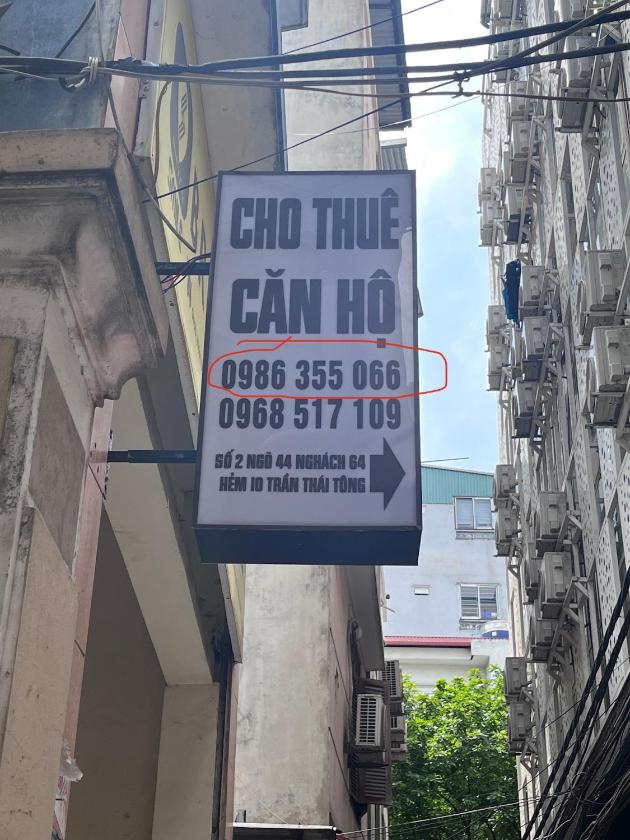 CHO THUÊ
CĂN HỘ
0986 355 066
0968 517 109
SỐ 2 NGÕ 44 NGHÁCH 64
HẺM 10 TRẦN THÁI TÔNG